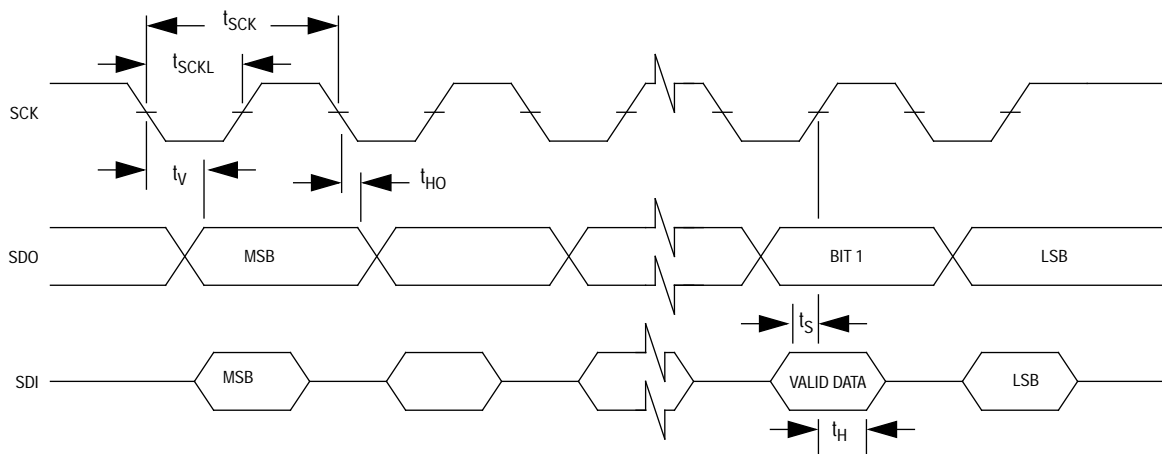 tSCK
tSCKL
SCK
tV
tHO
SDO
MSB
BIT 1
LSB
tS
SDI
MSB
VALID DATA
LSB
tH